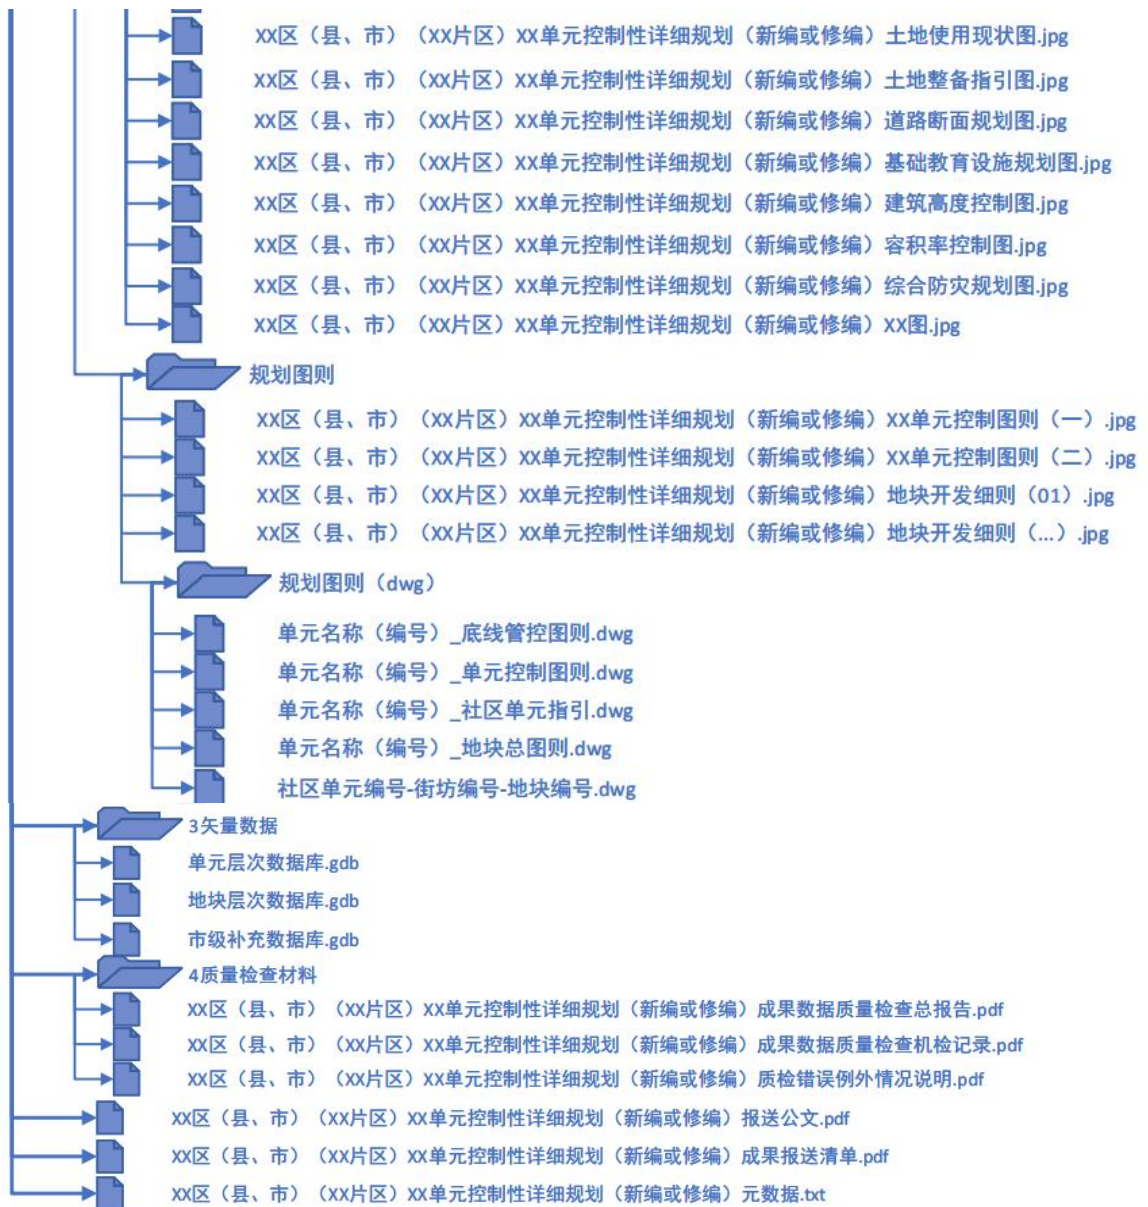 XX区（县、市）（XX片区）XX单元控制性详细规划（新编或修编）土地使用现状图.jpg
XX区（县、市）（XX片区）XX单元控制性详细规划（新编或修编）土地整备指引图.jpg
XX区（县、市）（XX片区）XX单元控制性详细规划（新编或修编）道路断面规划图.jpg
XX区（县、市）（XX片区）XX单元控制性详细规划（新编或修编）基础教育设施规划图.jpg
XX区（县、市）（XX片区）XX单元控制性详细规划（新编或修编）建筑高度控制图.jpg
XX区（县、市）（XX片区）XX单元控制性详细规划（新编或修编）容积率控制图.jpg
XX区（县、市）（XX片区）XX单元控制性详细规划（新编或修编）综合防灾规划图.jpg
XX区（县、市）（XX片区）XX单元控制性详细规划（新编或修编）XX图.jpg
规划图则
XX区（县、市）（XX片区）XX单元控制性详细规划（新编或修编）XX单元控制图则（一）.jpg
XX区（县、市）（XX片区）XX单元控制性详细规划（新编或修编）XX单元控制图则（二）.jpg
XX区（县、市）（XX片区）XX单元控制性详细规划（新编或修编）地块开发细则（01）.jpg
XX区（县、市）（XX片区）XX单元控制性详细规划（新编或修编）地块开发细则（...）.jpg
规划图则（dwg）
单元名称（编号）_底线管控图则.dwg
单元名称（编号）_单元控制图则.dwg
单元名称（编号）_社区单元指引.dwg
单元名称（编号）_地块总图则.dwg
社区单元编号-街坊编号-地块编号.dwg
3矢量数据
单元层次数据库.gdb
地块层次数据库.gdb
市级补充数据库.gdb
4质量检查材料
XX区（县、市）（XX片区）XX单元控制性详细规划（新编或修编）成果数据质量检查总报告.pdf
XX区（县、市）（XX片区）XX单元控制性详细规划（新编或修编）成果数据质量检查机检记录.pdf
XX区（县、市）（XX片区）XX单元控制性详细规划（新编或修编）质检错误例外情况说明.pdf
XX区（县、市）（XX片区）XX单元控制性详细规划（新编或修编）报送公文.pdf
XX区（县、市）（XX片区）XX单元控制性详细规划（新编或修编）成果报送清单.pdf
XX区（县、市）（XX片区）XX单元控制性详细规划（新编或修编）元数据.txt